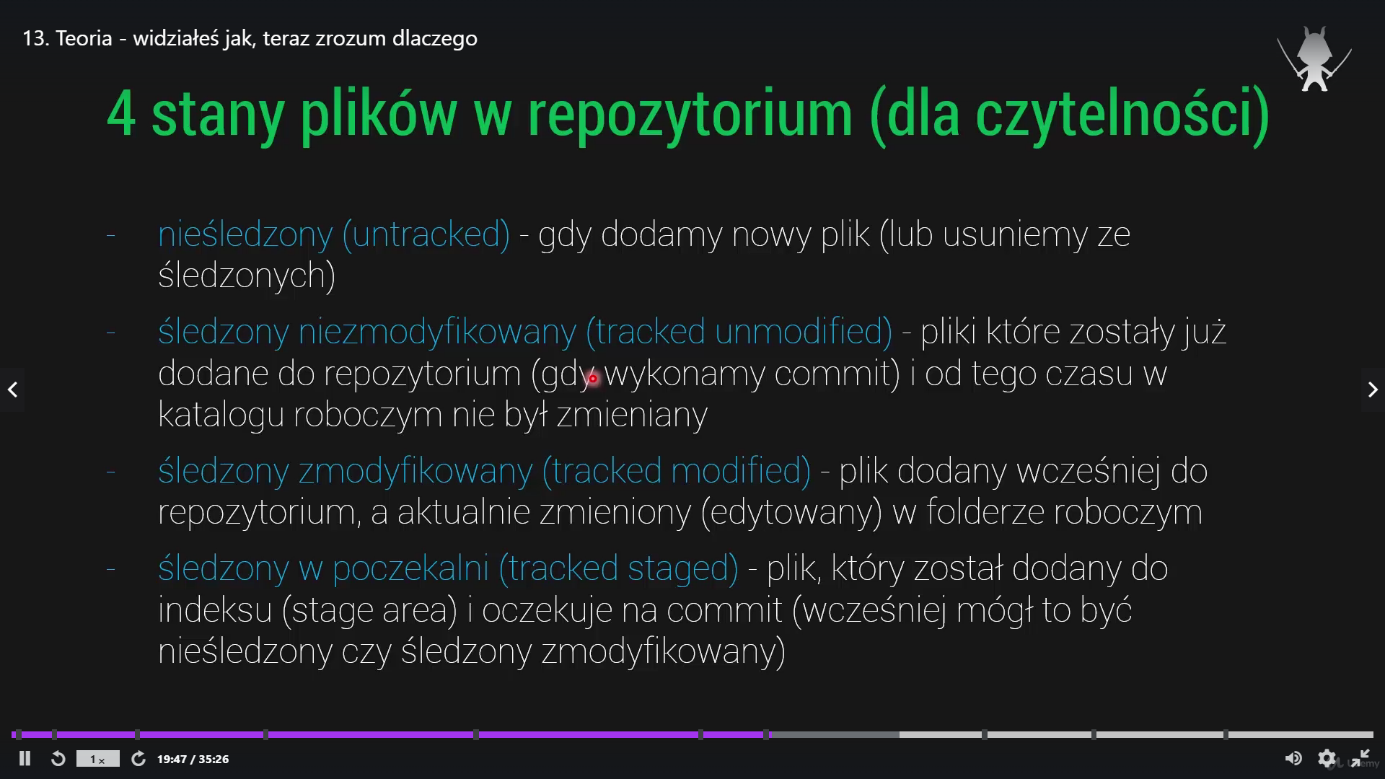 13. Teoria - widziałeś jak, teraz zrozum dlaczego
4 stany plików w repozytorium (dla czytelności)
- nieśledzony (untracked) - gdy dodamy nowy plik (lub usuniemy ze
śledzonych)
- śledzony niezmodyfikowany (tracked unmodified) - pliki które zostały już
dodane do repozytorium (gdy wykonamy commit) i od tego czasu w
katalogu roboczym nie był zmieniany
- śledzony zmodyfikowany (tracked modified) - plik dodany wcześniej do
repozytorium, a aktualnie zmieniony (edytowany) w folderze roboczym
- śledzony w poczekalni (tracked staged) - plik, który został dodany do
indeksu (stage area) i oczekuje na commit (wcześniej mógł to być
nieśledzony czy śledzony zmodyfikowany)
1 x
19:47 / 35:26
Udemy